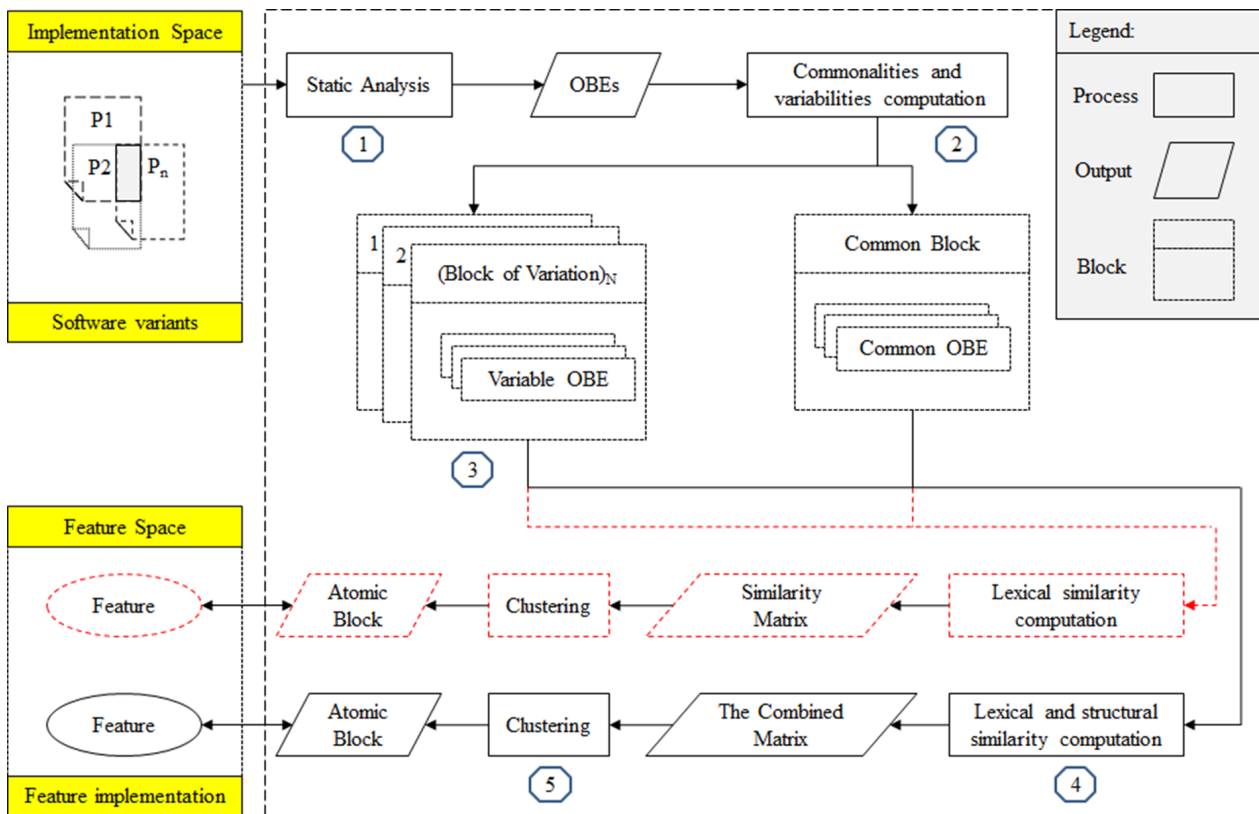 Implementation Space
P1
P2
Pn
Software variants
Static Analysis
1
OBEs
Commonalities and
variabilities computation
2
Legend:
Process
Output
Block
1
2
(Block of Variation)N
Variable OBE
3
Common Block
Common OBE
Feature Space
Feature
Atomic
Block
Clustering
Similarity
Matrix
Lexical similarity
computation
Feature
Atomic
Block
Clustering
5
The Combined
Matrix
Lexical and structural
similarity computation
4
Feature implementation